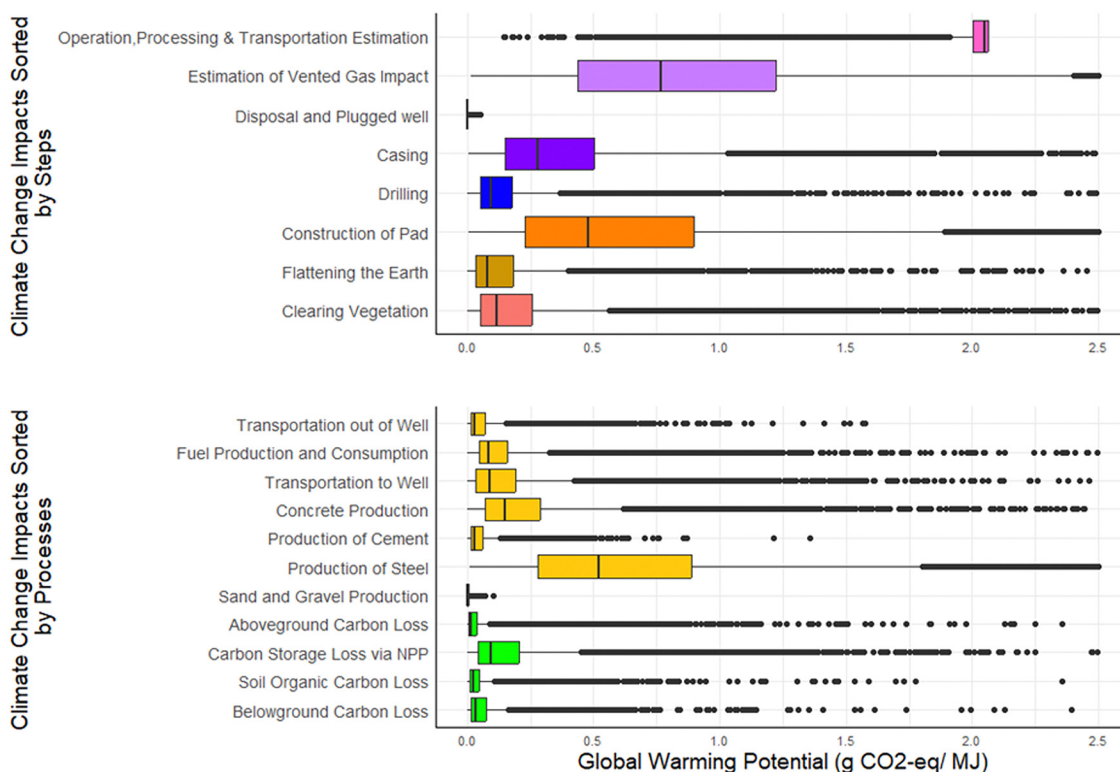 Climate Change Impacts Sorted
by Steps
Operation,Processing & Transportation Estimation
Estimation of Vented Gas Impact
Disposal and Plugged well
Casing
Drilling
Construction of Pad
Flattening the Earth
Clearing Vegetation
0.0 0.5 1.0 1.5 2.0 2.5
Climate Change Impacts Sorted
by Processes
Transportation out of Well
Fuel Production and Consumption
Transportation to Well
Concrete Production
Production of Cement
Production of Steel
Sand and Gravel Production
Aboveground Carbon Loss
Carbon Storage Loss via NPP
Soil Organic Carbon Loss
Belowground Carbon Loss
0.0 0.5 1.0 1.5 2.0 2.5
Global Warming Potential (g CO2-eq/ MJ)